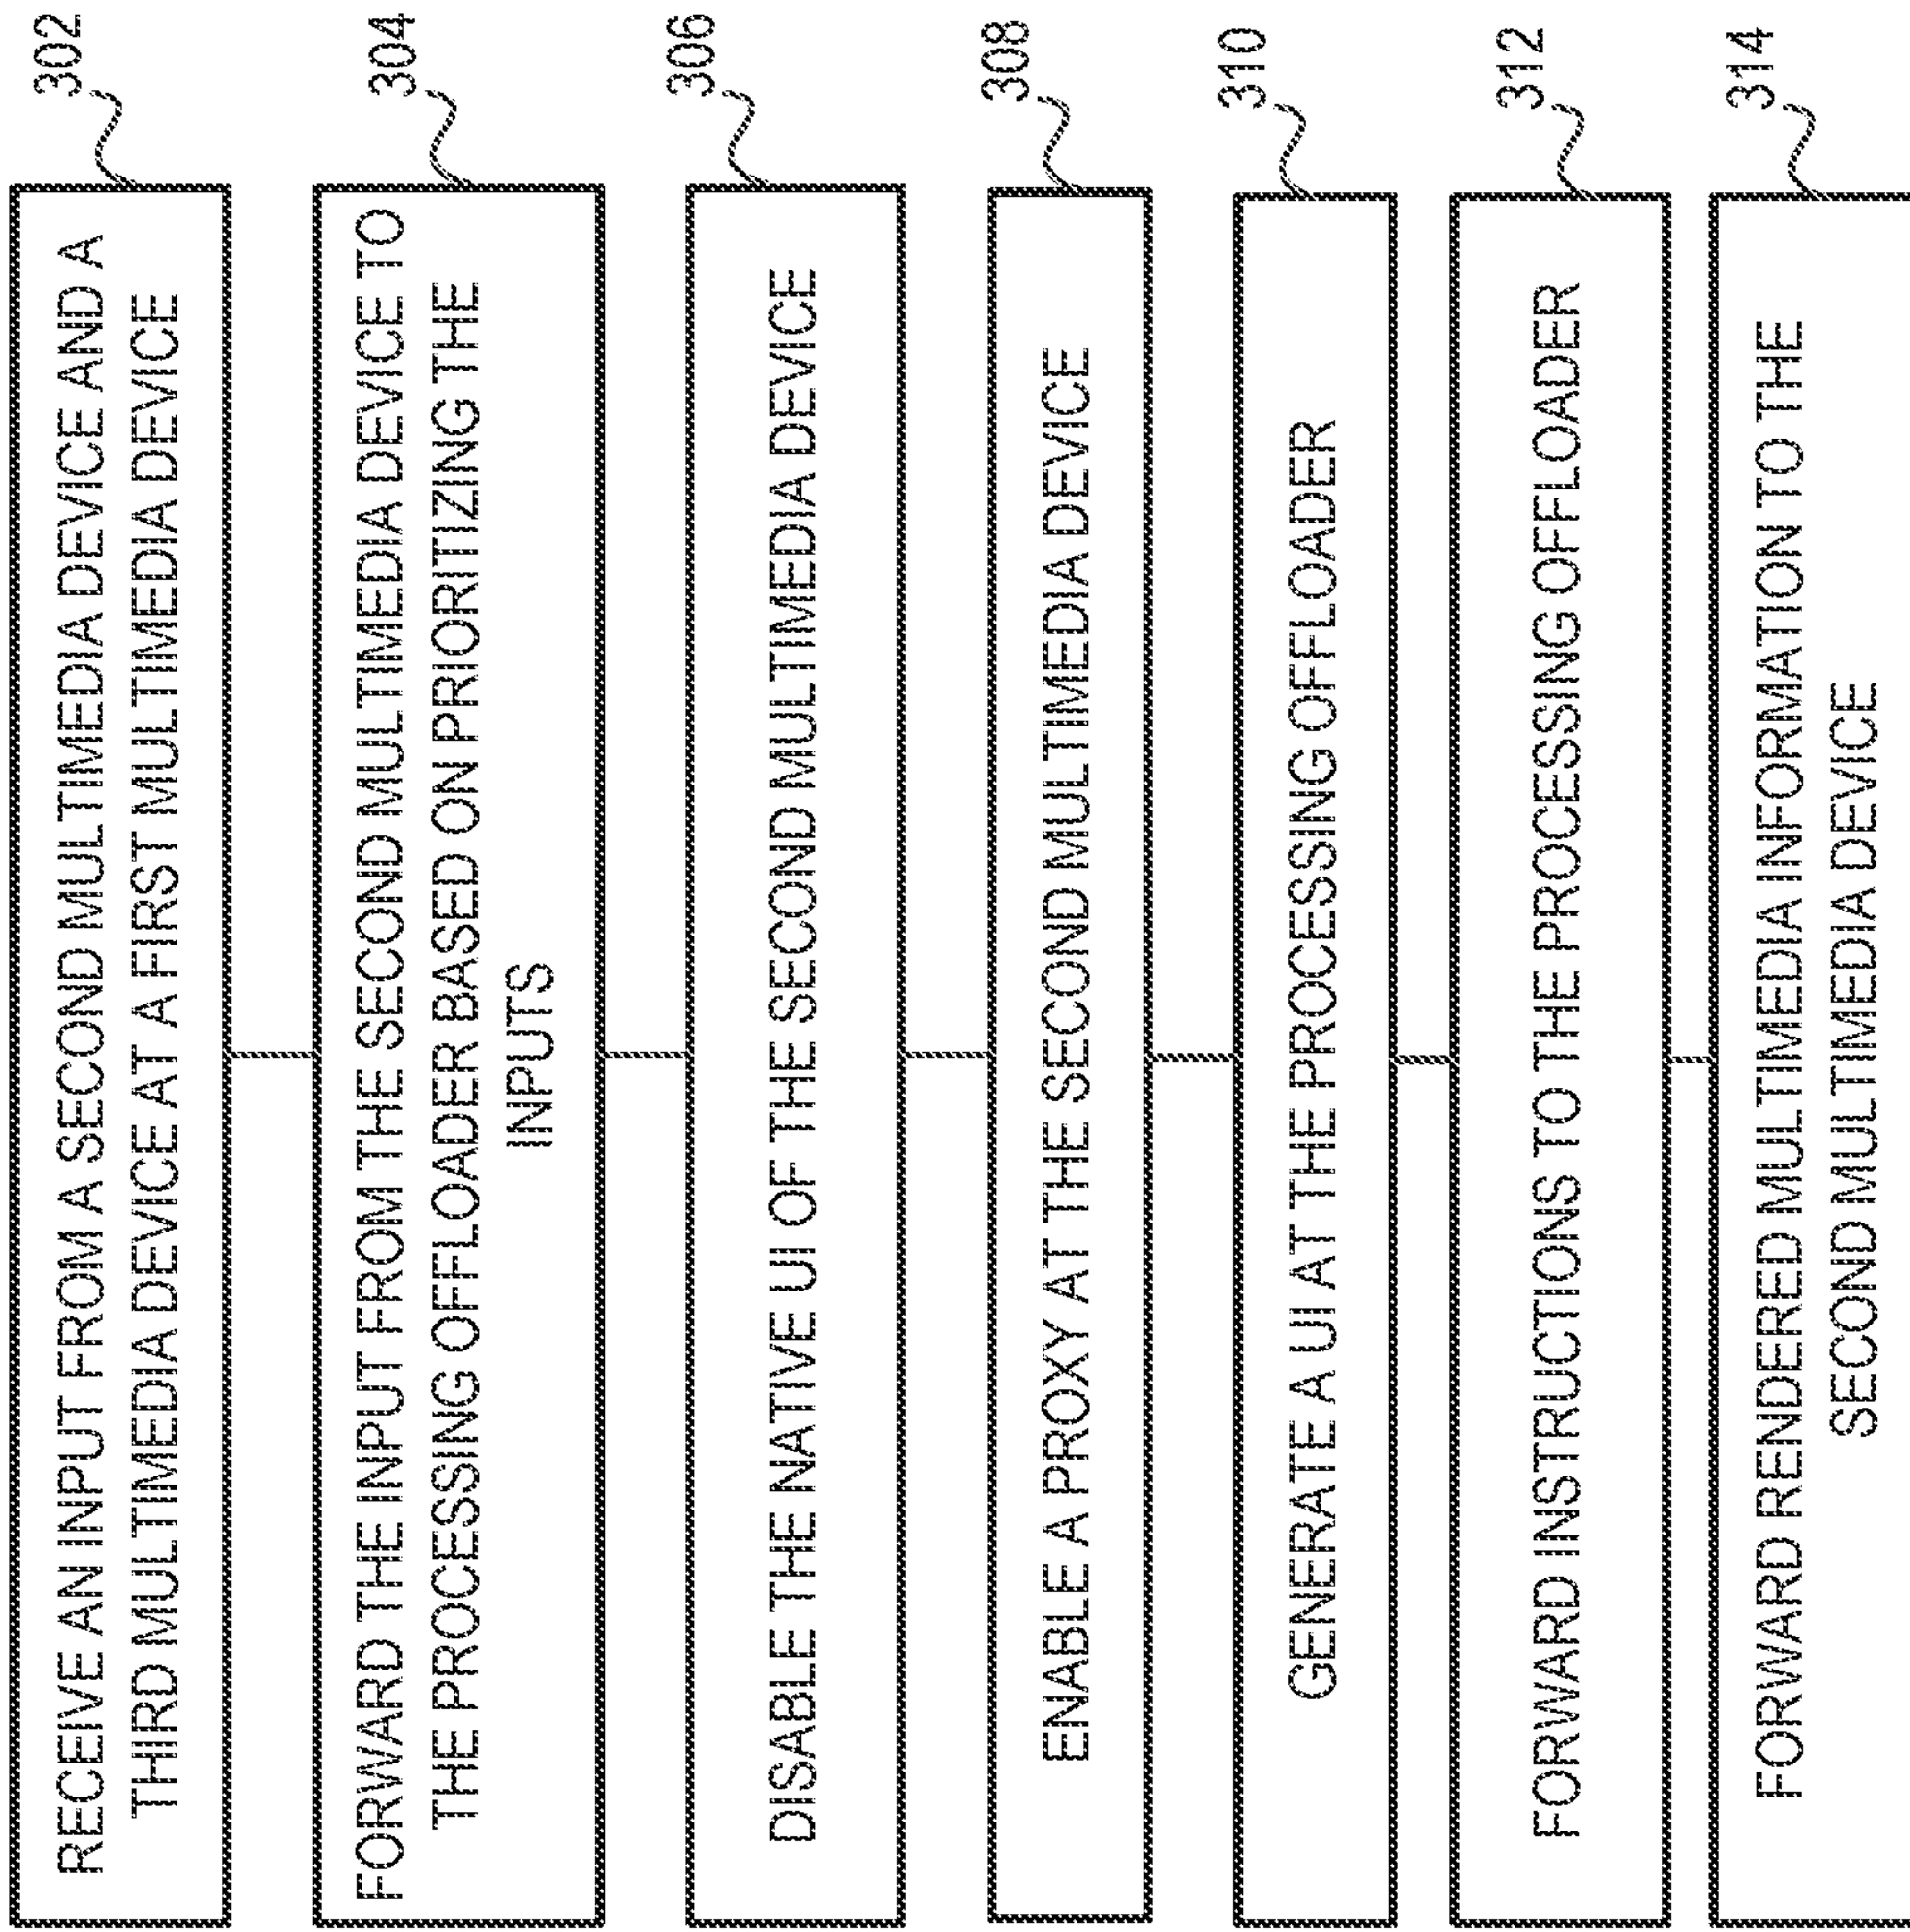 RECEIVE AN INPUT FROM A SECOND MULTIMEDIA DEVICE AND A
THIRD MULTIMEDIA DEVICE AT A FIRST MULTIMEDIA DEVICE
302
FORWARD THE INPUT FROM THE SECOND MULTIMEDIA DEVICE TO
THE PROCESSING OFFLOADER BASED ON PRIORITIZING THE
INPUTS
304
DISABLE THE NATIVE UI OF THE SECOND MULTIMEDIA DEVICE
306
ENABLE A PROXY AT THE SECOND MULTIMEDIA DEVICE
308
GENERATE A UI AT THE PROCESSING OFFLOADER
310
FORWARD INSTRUCTIONS TO THE PROCESSING OFFLOADER
312
FORWARD RENDERED MULTIMEDIA INFORMATION TO THE
SECOND MULTIMEDIA DEVICE
314